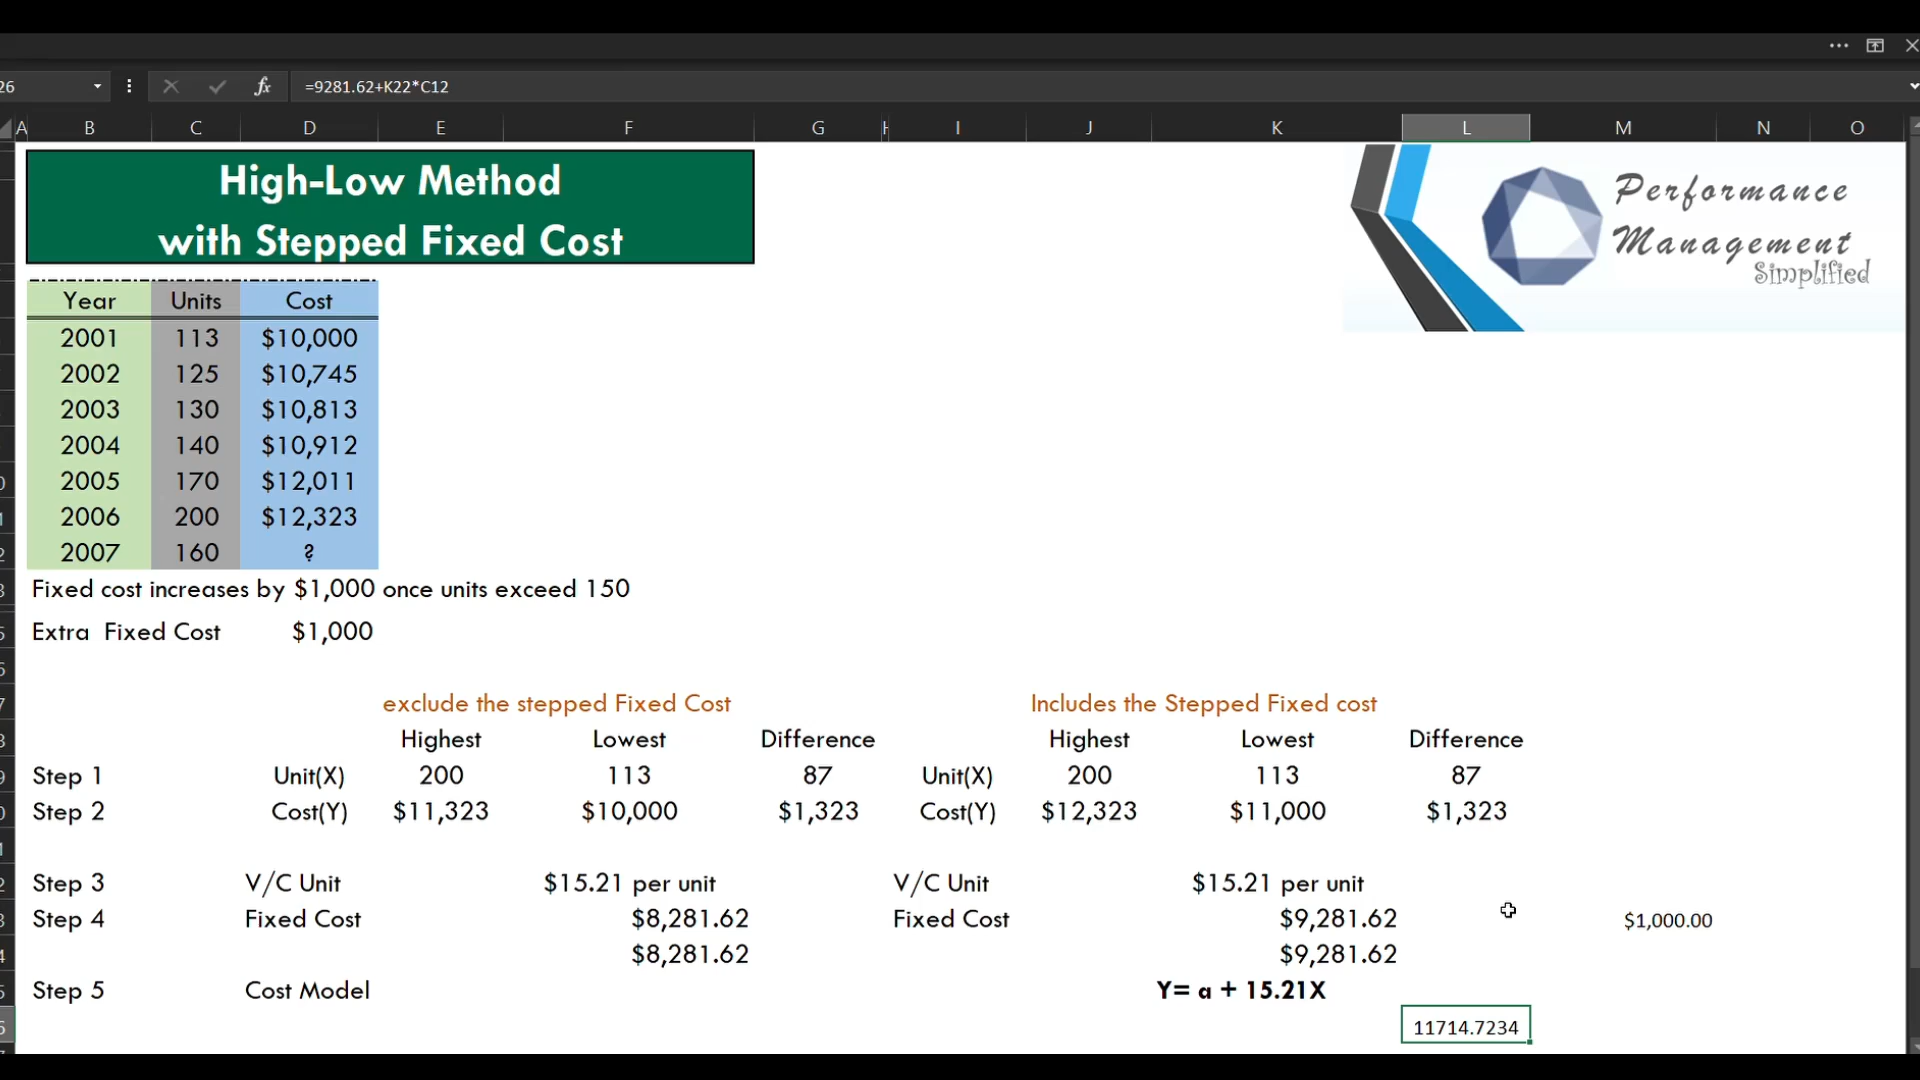 26 fx =9281.62+K22*C12
A B C D E F G H I J K L M N O
High-Low Method
with Stepped Fixed Cost
Performance
Management
Simplified
Year Units Cost
2001 113 $10,000
2002 125 $10,745
2003 130 $10,813
2004 140 $10,912
2005 170 $12,011
2006 200 $12,323
2007 160 ?
Fixed cost increases by $1,000 once units exceed 150
Extra Fixed Cost $1,000
exclude the stepped Fixed Cost Includes the Stepped Fixed cost
Highest Lowest Difference Highest Lowest Difference
Step 1 Unit(X) 200 113 87 Unit(X) 200 113 87
Step 2 Cost(Y) $11,323 $10,000 $1,323 Cost(Y) $12,323 $11,000 $1,323
Step 3 V/C Unit $15.21 per unit V/C Unit $15.21 per unit
Step 4 Fixed Cost $8,281.62 Fixed Cost $9,281.62 $1,000.00
$8,281.62 $9,281.62
Step 5 Cost Model Y= a + 15.21X
11714.7234